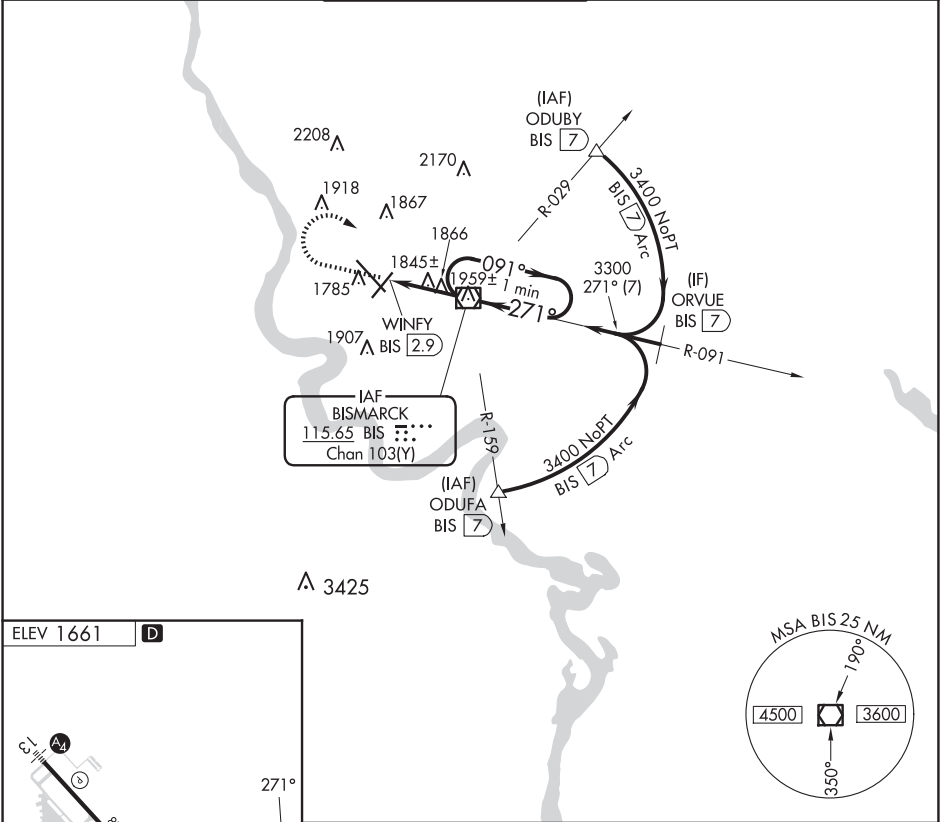 (IAF)
ODUBY
BIS 7
2208
2170
1918
1867
R-029
3400 NoPT
BIS 7 Arc
1866
1845±
1959±
091°
1 min
271°
3300
271° (7)
(IF)
ORVUE
BIS 7
1785
WINFY
BIS 2.9
1907
R-091
IAF
BISMARCK
115.65 BIS
Chan 103(Y)
R-159
3400 NoPT
BIS 7 Arc
(IAF)
ODUFA
BIS 7
3425
ELEV 1661 D
MSA BIS 25 NM
190°
4500
3600
350°
13
A4
P
271°